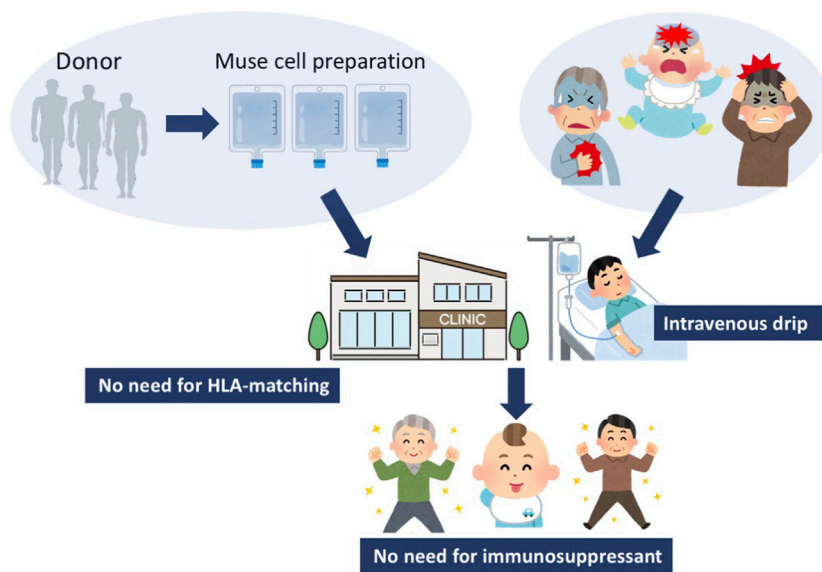 Donor
Muse cell preparation
CLINIC
Intravenous drip
No need for HLA-matching
No need for immunosuppressant